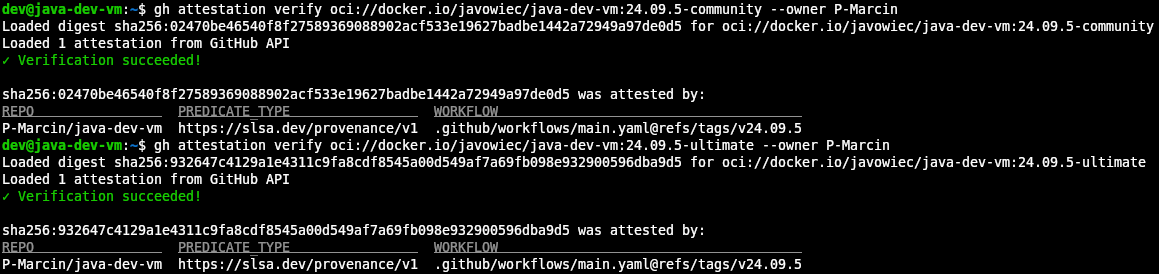 dev@java-dev-vm:~$ gh attestation verify oci://docker.io/javowiec/java-dev-vm:24.09.5-community --owner P-Marcin
Loaded digest sha256:02470be46540f8f27589369088902acf533e19627badbe1442a72949a97de0d5 for oci://docker.io/javowiec/java-dev-vm:24.09.5-community
Loaded 1 attestation from GitHub API
✓ Verification succeeded!
sha256:02470be46540f8f27589369088902acf533e19627badbe1442a72949a97de0d5 was attested by:
REPO PREDICATE_TYPE WORKFLOW
P-Marcin/java-dev-vm https://slsa.dev/provenance/v1 .github/workflows/main.yaml@refs/tags/v24.09.5
dev@java-dev-vm:~$ gh attestation verify oci://docker.io/javowiec/java-dev-vm:24.09.5-ultimate --owner P-Marcin
Loaded digest sha256:932647c4129a1e4311c9fa8cdf8545a00d549af7a69fb098e932900596dba9d5 for oci://docker.io/javowiec/java-dev-vm:24.09.5-ultimate
Loaded 1 attestation from GitHub API
✓ Verification succeeded!
sha256:932647c4129a1e4311c9fa8cdf8545a00d549af7a69fb098e932900596dba9d5 was attested by:
REPO PREDICATE_TYPE WORKFLOW
P-Marcin/java-dev-vm https://slsa.dev/provenance/v1 .github/workflows/main.yaml@refs/tags/v24.09.5